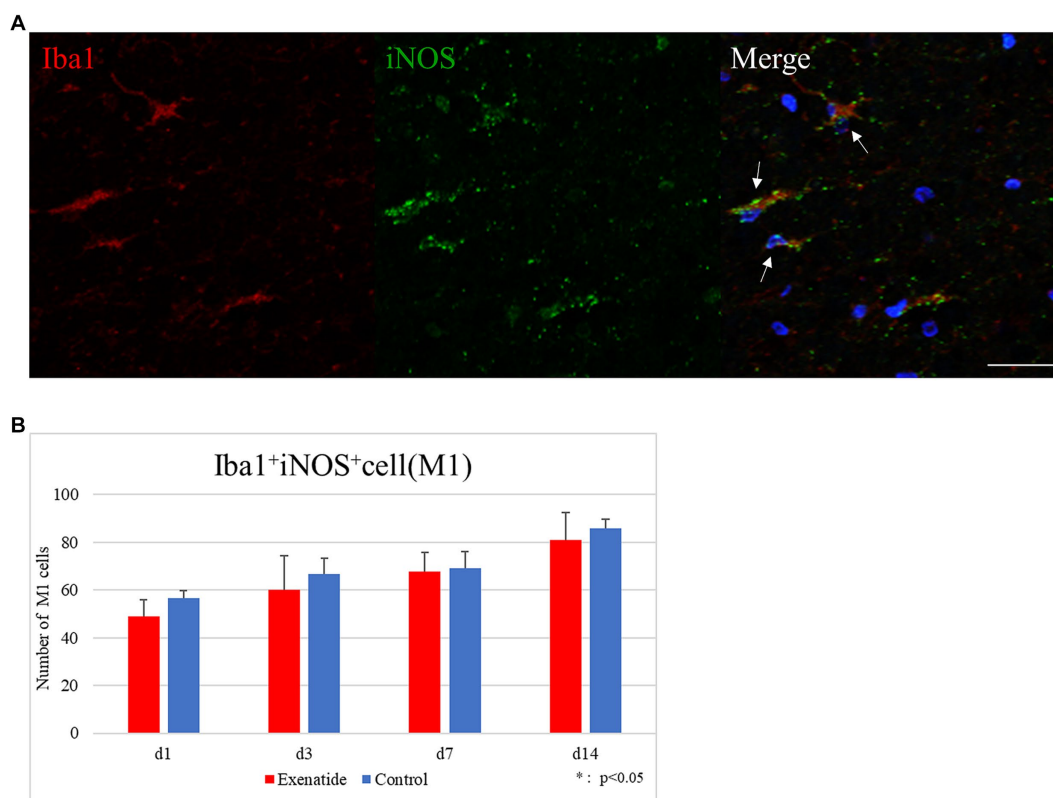 A
Iba1 iNOS Merge
B
Iba1⁺iNOS⁺cell(M1)
Number of M1 cells
100
80
60
40
20
0
d1 d3 d7 d14
Exenatide Control * : p<0.05